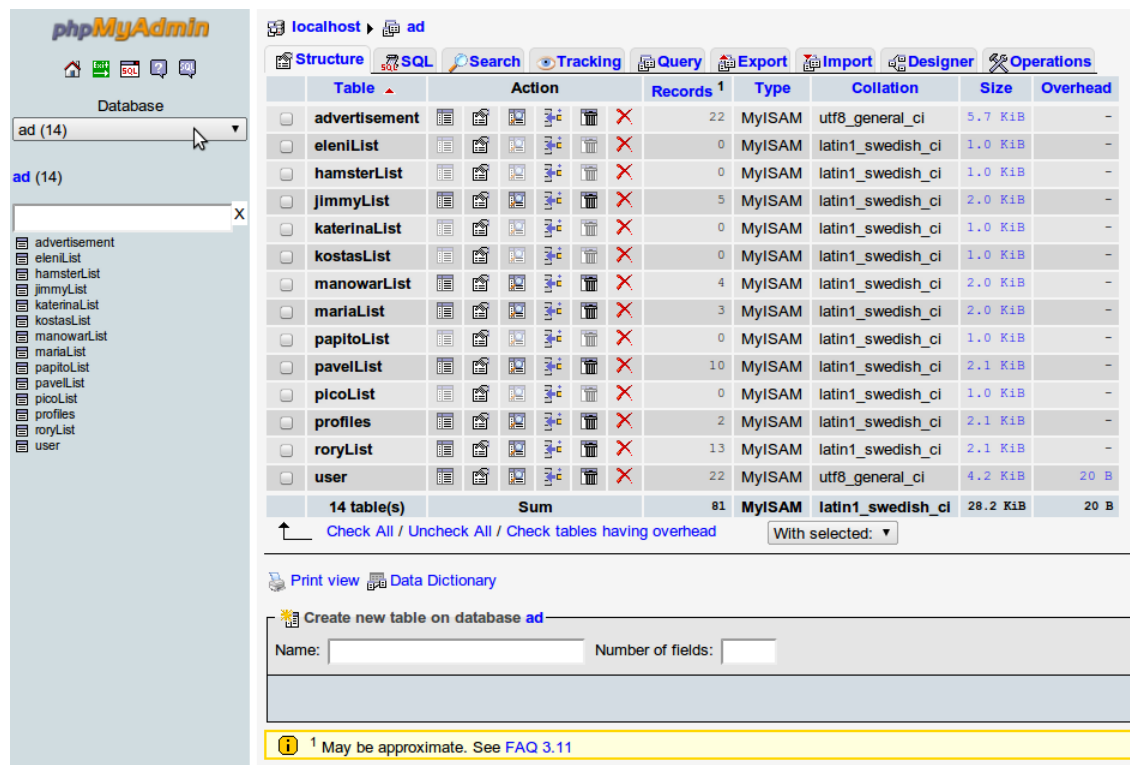 phpMyAdmin
Database
ad (14)
ad (14)
X
advertisement
eleniList
hamsterList
jimmyList
katerinaList
kostasList
manowarList
mariaList
papitoList
pavelList
picoList
profiles
roryList
user
localhost ad
Structure SQL Search Tracking Query Export Import Designer Operations
Table Action Records 1 Type Collation Size Overhead
advertisement 22 MyISAM utf8_general_ci 5.7 KiB -
eleniList 0 MyISAM latin1_swedish_ci 1.0 KiB -
hamsterList 0 MyISAM latin1_swedish_ci 1.0 KiB -
jimmyList 5 MyISAM latin1_swedish_ci 2.0 KiB -
katerinaList 0 MyISAM latin1_swedish_ci 1.0 KiB -
kostasList 0 MyISAM latin1_swedish_ci 1.0 KiB -
manowarList 4 MyISAM latin1_swedish_ci 2.0 KiB -
mariaList 3 MyISAM latin1_swedish_ci 2.0 KiB -
papitoList 0 MyISAM latin1_swedish_ci 1.0 KiB -
pavelList 10 MyISAM latin1_swedish_ci 2.1 KiB -
picoList 0 MyISAM latin1_swedish_ci 1.0 KiB -
profiles 2 MyISAM latin1_swedish_ci 2.1 KiB -
roryList 13 MyISAM latin1_swedish_ci 2.1 KiB -
user 22 MyISAM utf8_general_ci 4.2 KiB 20 B
14 table(s) Sum 81 MyISAM latin1_swedish_ci 28.2 KiB 20 B
Check All / Uncheck All / Check tables having overhead With selected:
Print view Data Dictionary
Create new table on database ad
Name: Number of fields:
1 May be approximate. See FAQ 3.11